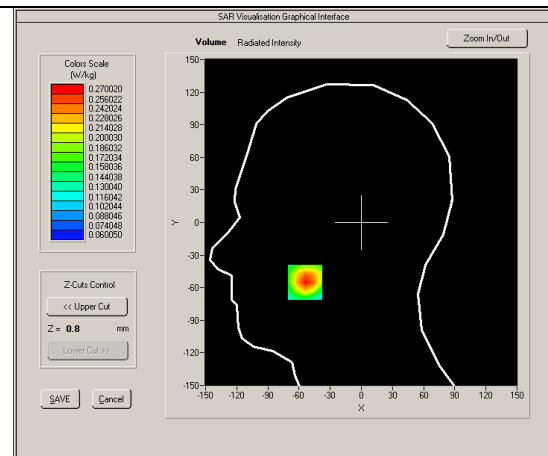 SAR Visualisation Graphical Interface
Volume Radiated Intensity
Zoom In/Out
Colors Scale
(W/kg)
0.270020
0.256022
0.242024
0.228026
0.214028
0.200030
0.186032
0.172034
0.158036
0.144038
0.130040
0.116042
0.102044
0.088046
0.074048
0.060050
Z-Cuts Control
<< Upper Cut
Z = 0.8 mm
Lower Cut >>
SAVE Cancel
150
120
90
60
30
0
-30
-60
-90
-120
-150
Y
-150 -120 -90 -60 -30 0 30 60 90 120 150
X